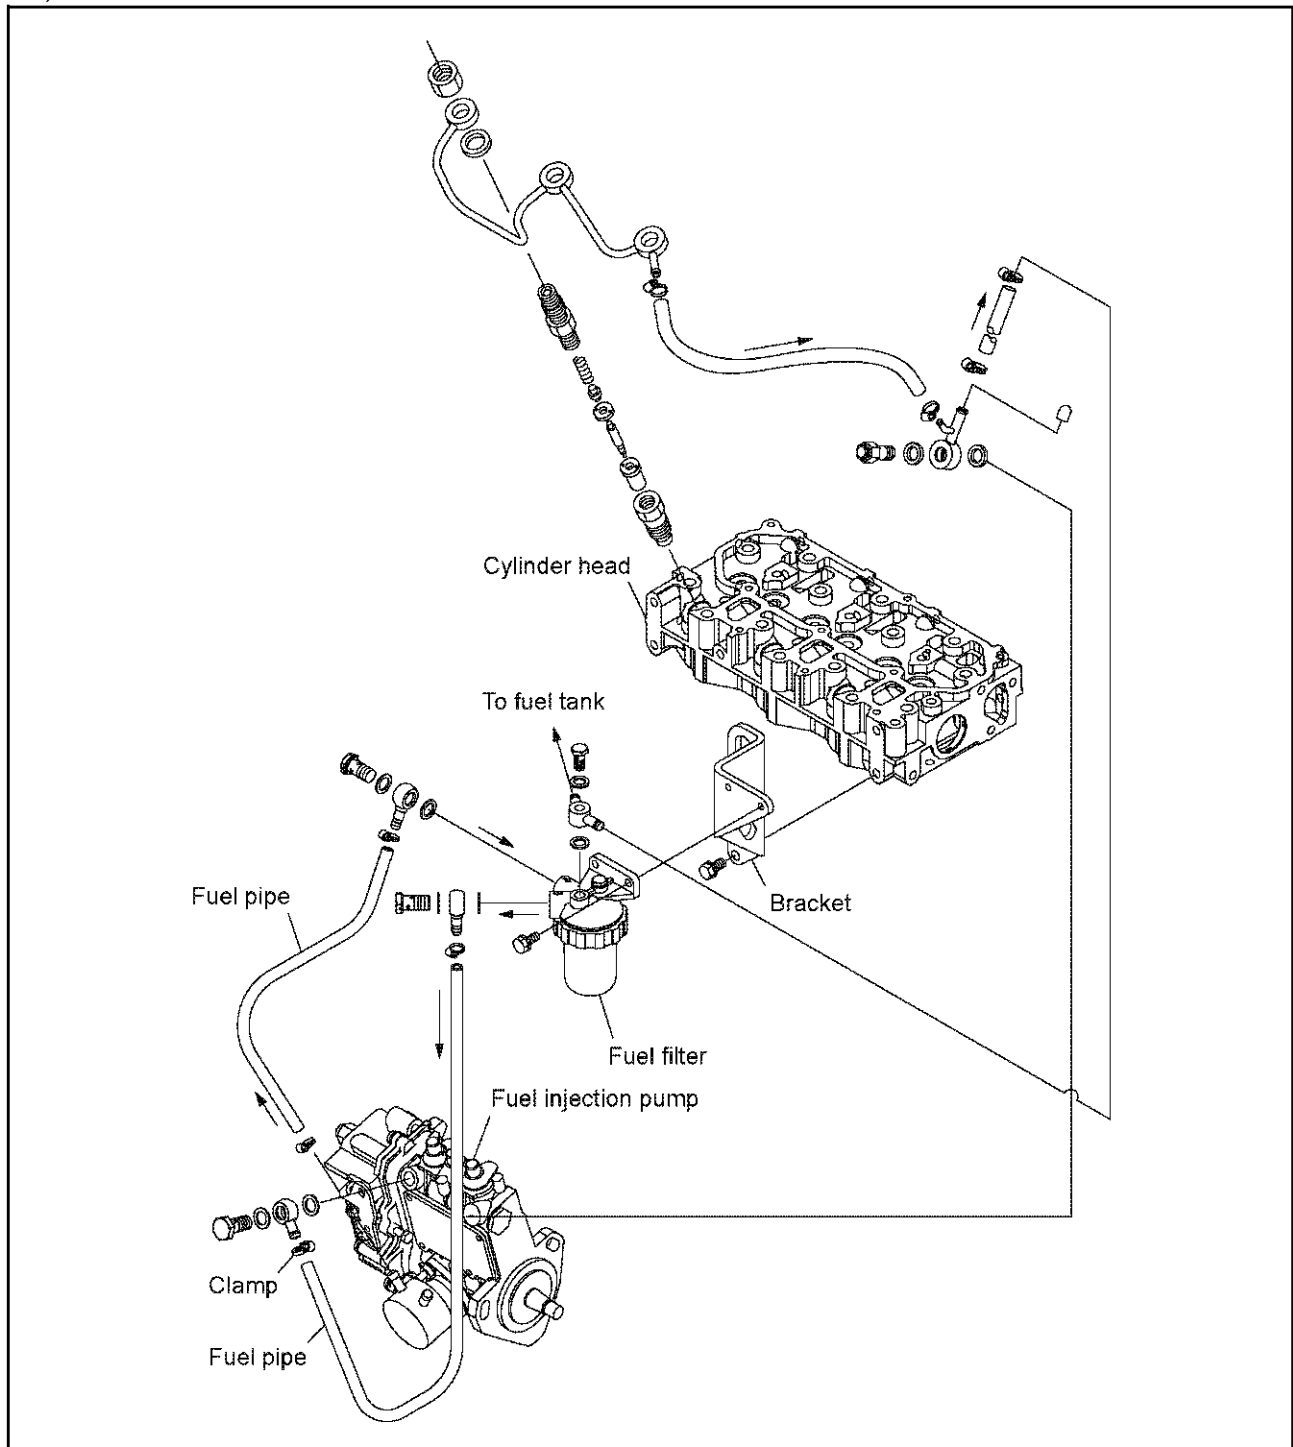 Cylinder head
To fuel tank
Fuel pipe
Bracket
Fuel filter
Fuel injection pump
Clamp
Fuel pipe